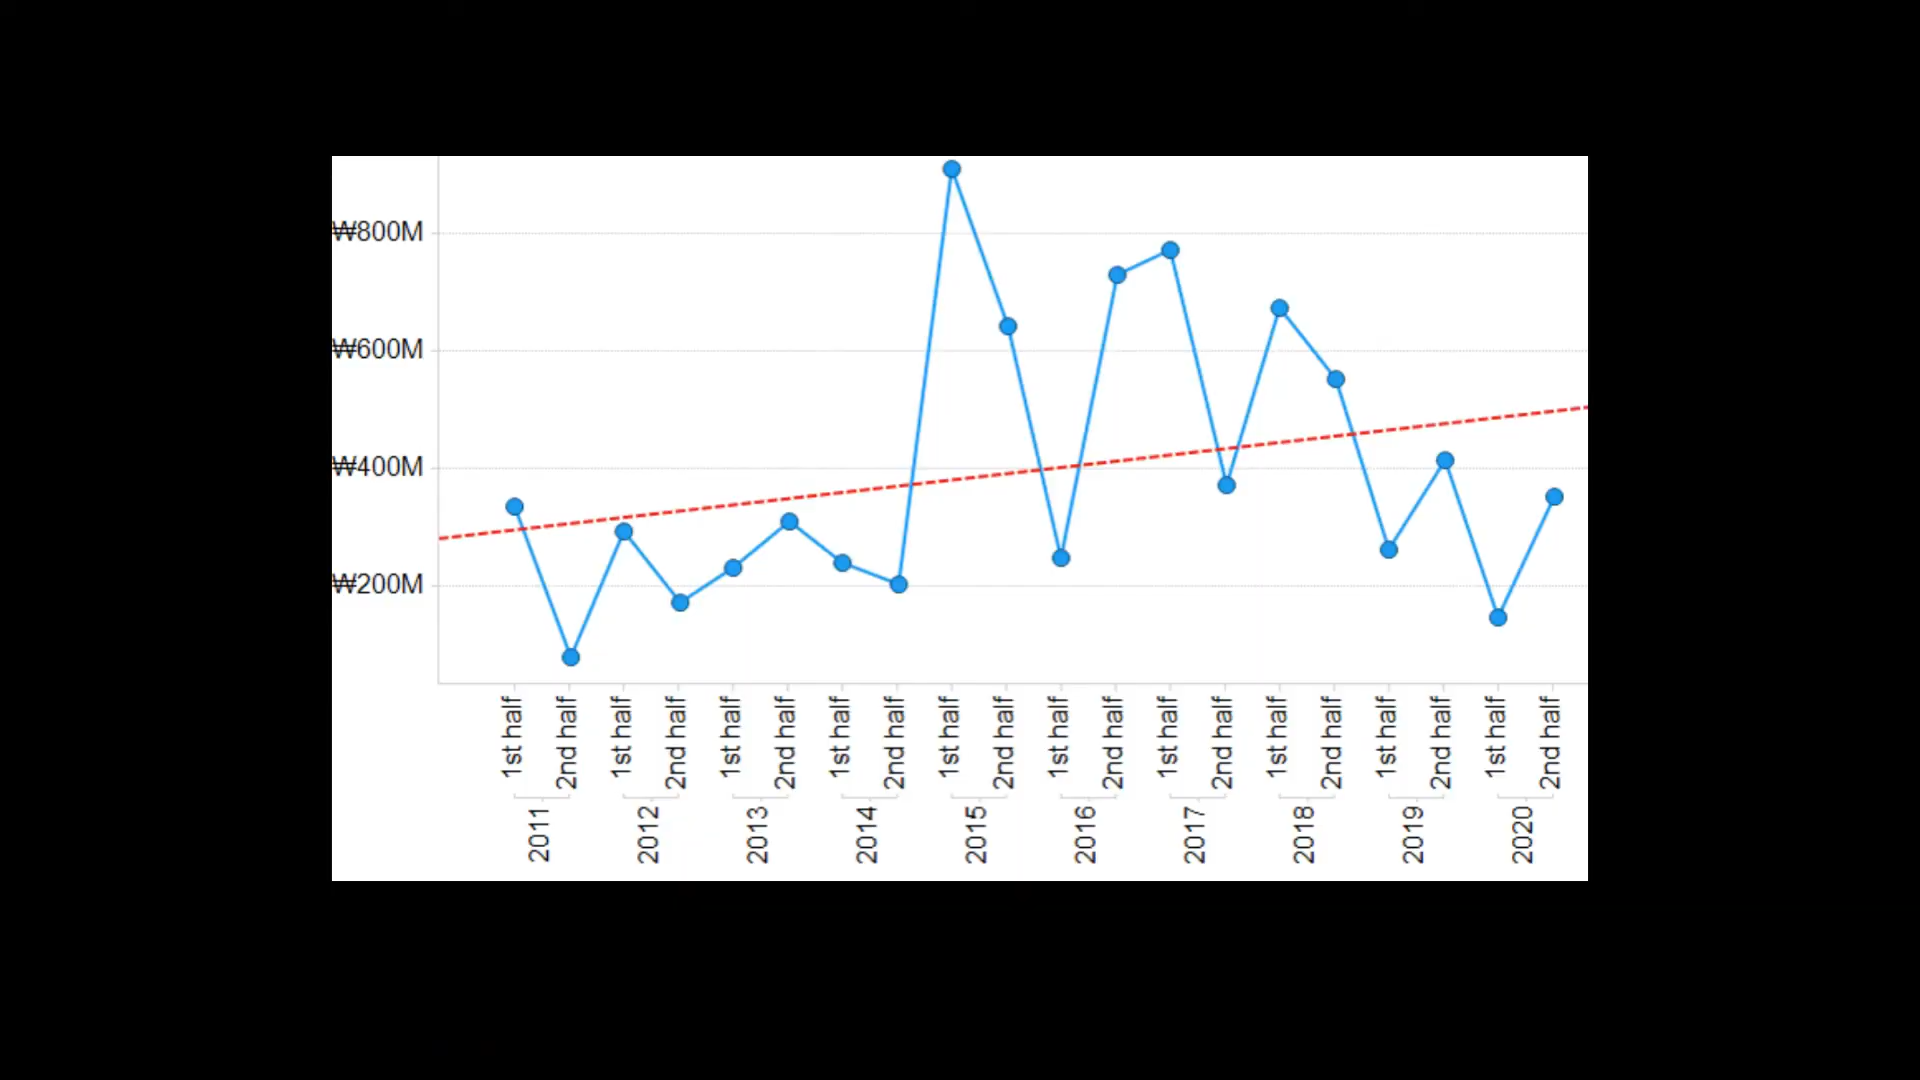 ₩800M
₩600M
₩400M
₩200M
1st half
2nd half
1st half
2nd half
1st half
2nd half
1st half
2nd half
1st half
2nd half
1st half
2nd half
1st half
2nd half
1st half
2nd half
1st half
2nd half
1st half
2nd half
2011
2012
2013
2014
2015
2016
2017
2018
2019
2020